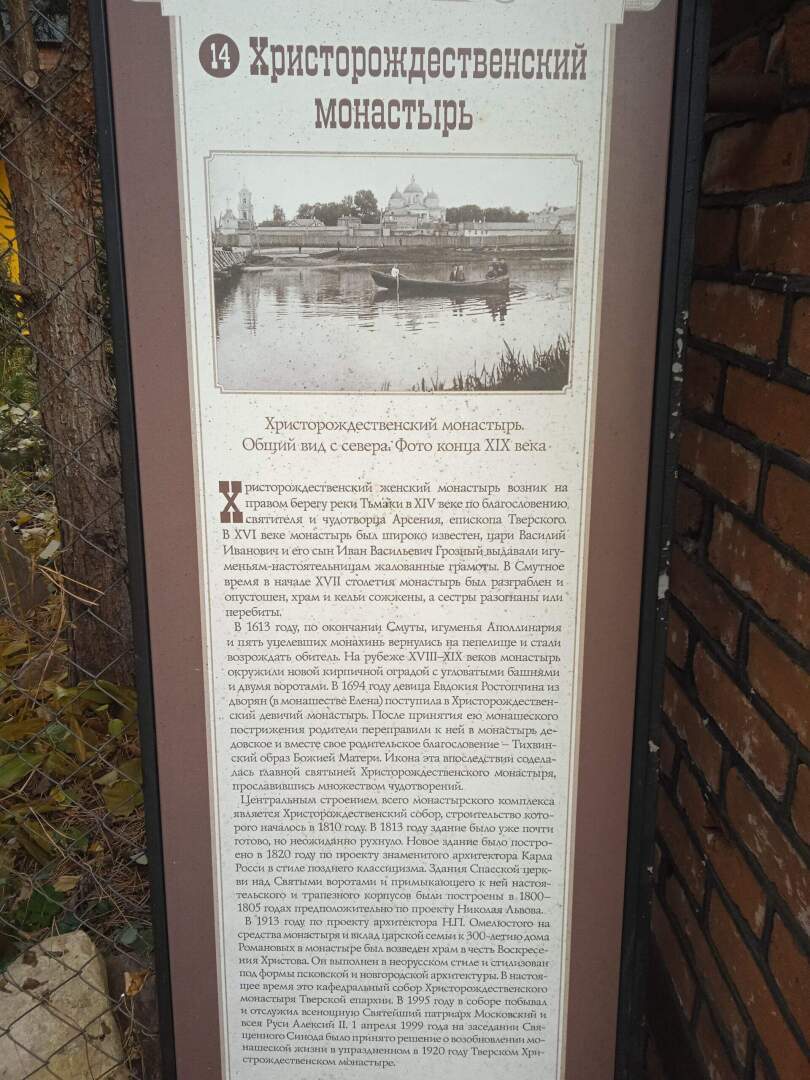 14 Христорождественский
монастырь
Христорождественский монастырь.
Общий вид с севера. Фото конца XIX века
Христорождественский женский монастырь возник на
правом берегу реки Тьмаки в XIV веке по благословению
святителя и чудотворца Арсения, епископа Тверского.
В XVI веке монастырь был широко известен, цари Василий
Иванович и его сын Иван Васильевич Грозный выдавали игу-
меньям-настоятельницам жалованные грамоты. В Смутное
время в начале XVII столетия монастырь был разграблен и
опустошен, храм и кельи сожжены, а сестры разогнаны или
перебиты.
В 1613 году, по окончании Смуты, игуменья Аполлинария
и пять уцелевших монахинь вернулись на пепелище и стали
возрождать обитель. На рубеже XVIII–XIX веков монастырь
окружили новой кирпичной оградой с угловатыми башнями
и двумя воротами. В 1694 году девица Евдокия Ростопчина из
дворян (в монашестве Елена) поступила в Христорождествен-
ский девичий монастырь. После принятия ею монашеского
пострижения родители переправили к ней в монастырь де-
довское и вместе свое родительское благословение – Тихвин-
ский образ Божией Матери. Икона эта впоследствии содела-
лась главной святыней Христорождественского монастыря,
прославившись множеством чудотворений.
Центральным строением всего монастырского комплекса
является Христорождественский собор, строительство кото-
рого началось в 1810 году. В 1813 году здание было уже почти
готово, но неожиданно рухнуло. Новое здание было построе-
ено в 1820 году по проекту знаменитого архитектора Карла
Росси в стиле позднего классицизма. Здания Спасской церк-
ви над Святыми воротами и примыкающего к ней настоя-
тельского и трапезного корпусов были построены в 1800–
1805 годах предположительно по проекту Николая Львова.
В 1913 году по проекту архитектора Н.П. Омелюстого на
средства монастыря и вклад царской семьи к 300-летию дома
Романовых в монастыре был возведен храм в честь Воскресе-
ния Христова. Он выполнен в неорусском стиле и стилизован
под формы псковской и новгородской архитектуры. В настоя-
щее время это кафедральный собор Христорождественского
монастыря Тверской епархии. В 1995 году в соборе побывал
и отслужил всенощную Святейший патриарх Московский и
всея Руси Алексий II. 1 апреля 1999 года на заседании Свя-
щенного Синода было принято решение о возобновлении мо-
нашеской жизни в упраздненном в 1920 году Тверском Хри-
сторождественском монастыре.